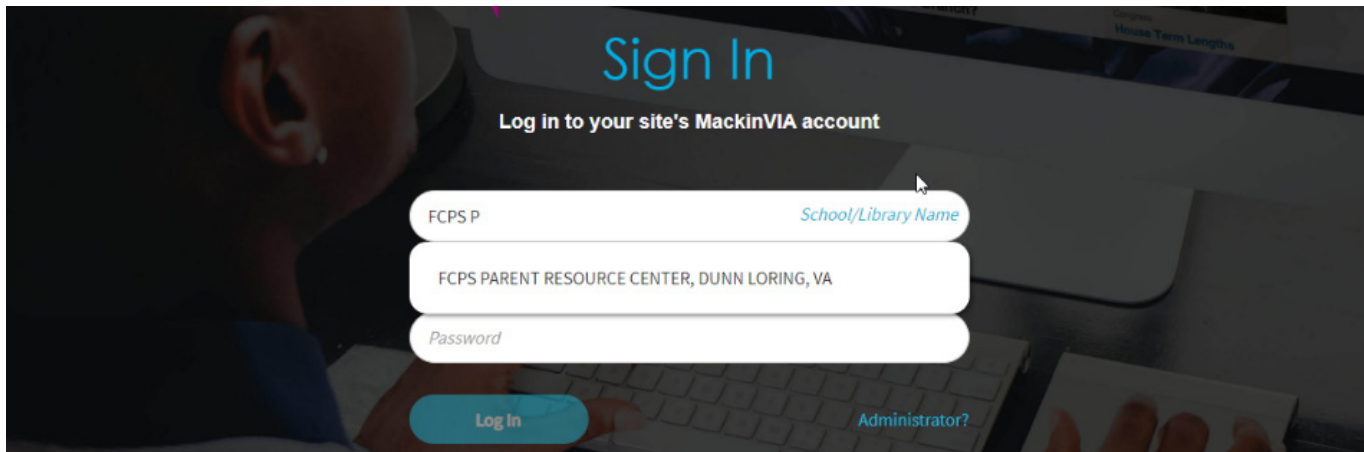 Congress
House Term Lengths
Sign In
Log in to your site's MackinVIA account
FCPS P
School/Library Name
FCPS PARENT RESOURCE CENTER, DUNN LORING, VA
Password
Log In
Administrator?